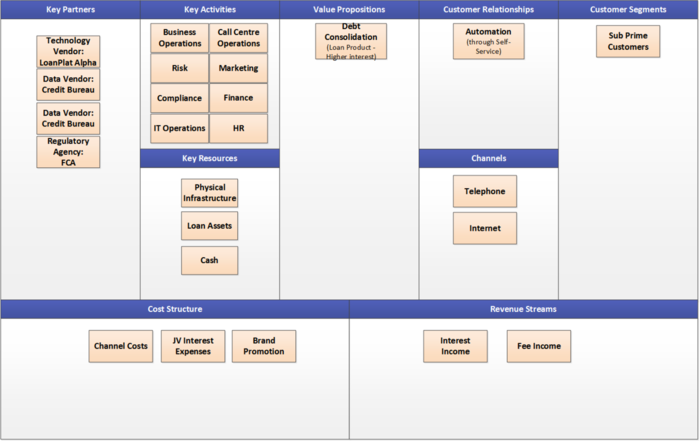 Key Partners
Technology
Vendor:
LoanPlat Alpha
Data Vendor:
Credit Bureau
Data Vendor:
Credit Bureau
Regulatory
Agency:
FCA
Key Activities
Business
Operations
Call Centre
Operations
Risk
Marketing
Compliance
Finance
IT Operations
HR
Key Resources
Physical
Infrastructure
Loan Assets
Cash
Value Propositions
Debt
Consolidation
(Loan Product -
Higher Interest)
Customer Relationships
Automation
(through Self-
Service)
Channels
Telephone
Internet
Customer Segments
Sub Prime
Customers
Cost Structure
Channel Costs
JV Interest
Expenses
Brand
Promotion
Revenue Streams
Interest
Income
Fee Income